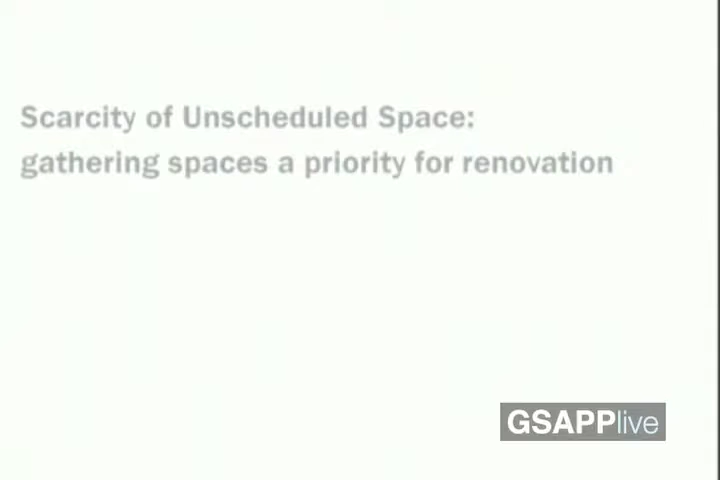 Scarcity of Unscheduled Space:
gathering spaces a priority for renovation
GSAPPlive